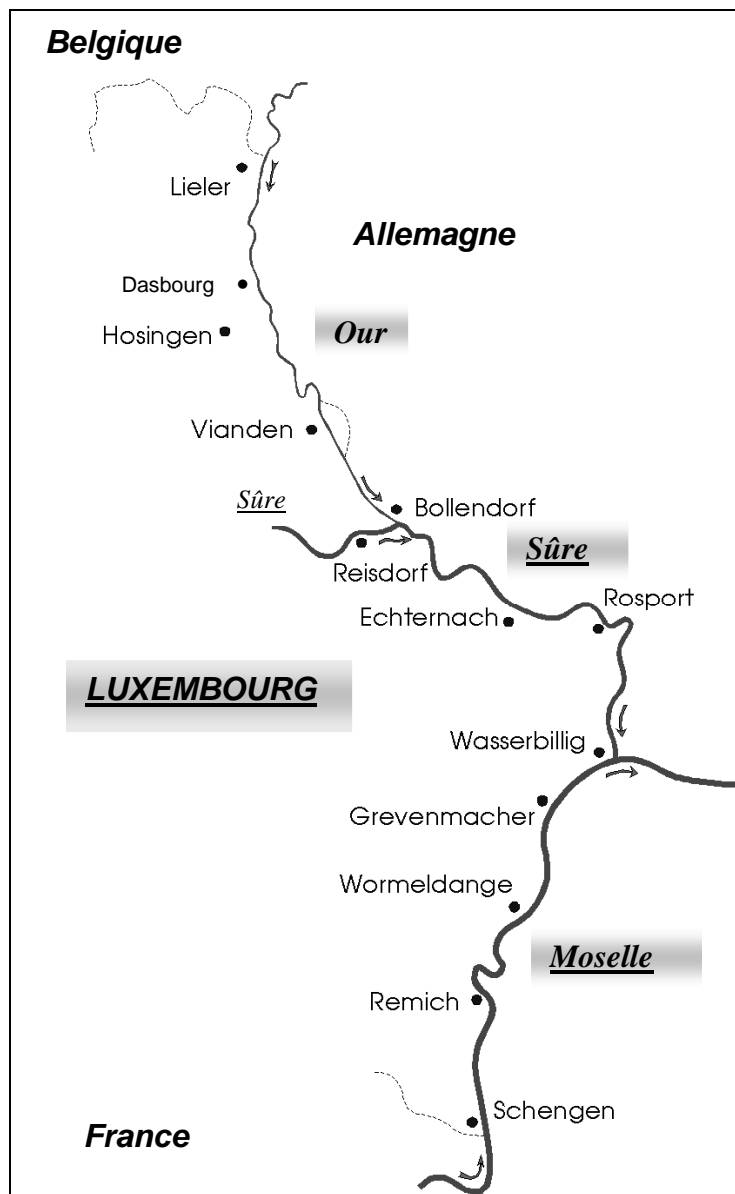 Belgique
Lieler
Allemagne
Dasbourg
Hosingen
Our
Vianden
Sûre
Bollendorf
Sûre
Reisdorf
Rosport
Echternach
LUXEMBOURG
Wasserbillig
Grevenmacher
Wormeldange
Moselle
Remich
Schengen
France